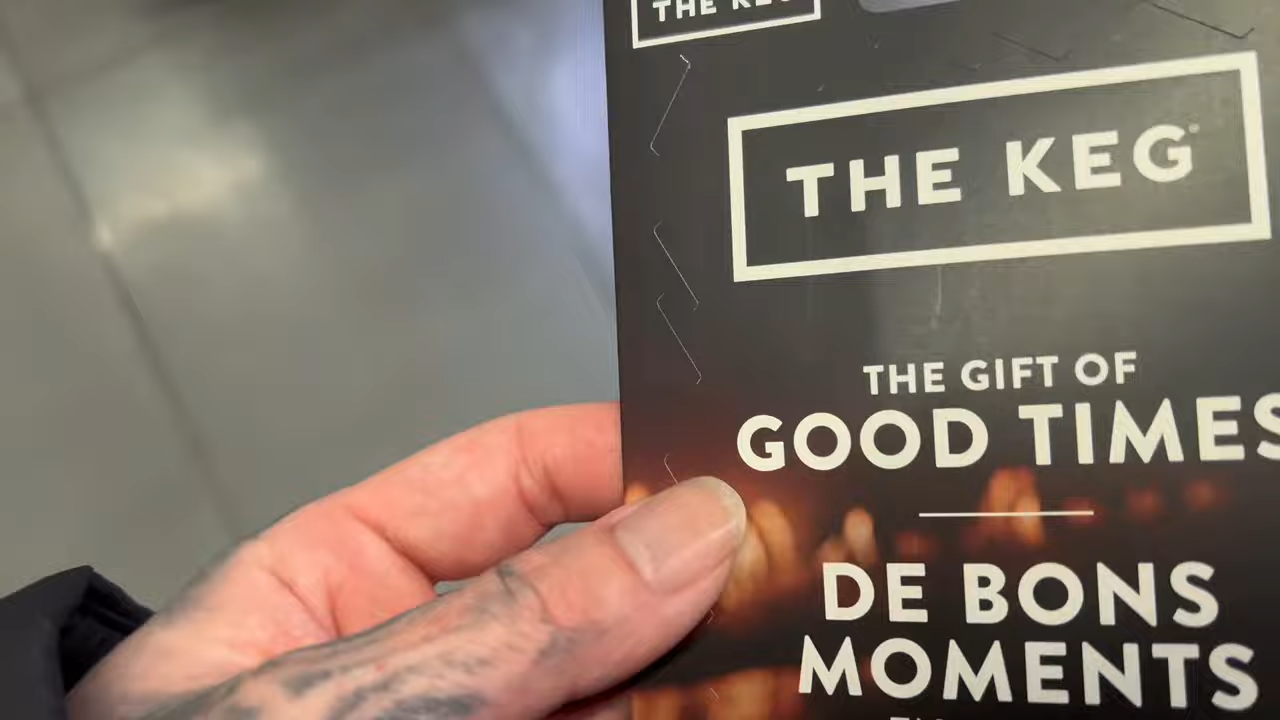 THE KEG
THE KEG
THE GIFT OF
GOOD TIMES
DE BONS
MOMENTS